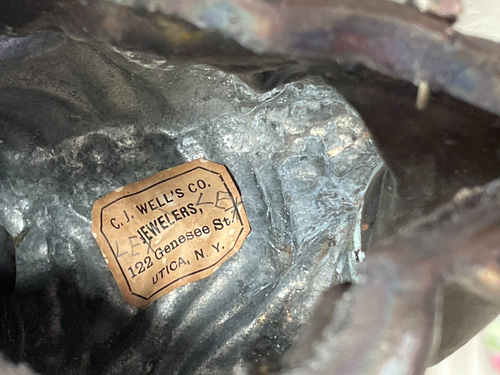 C. J. WELL'S CO.
JEWELERS,
122 Genesee St.
UTICA, N. Y.